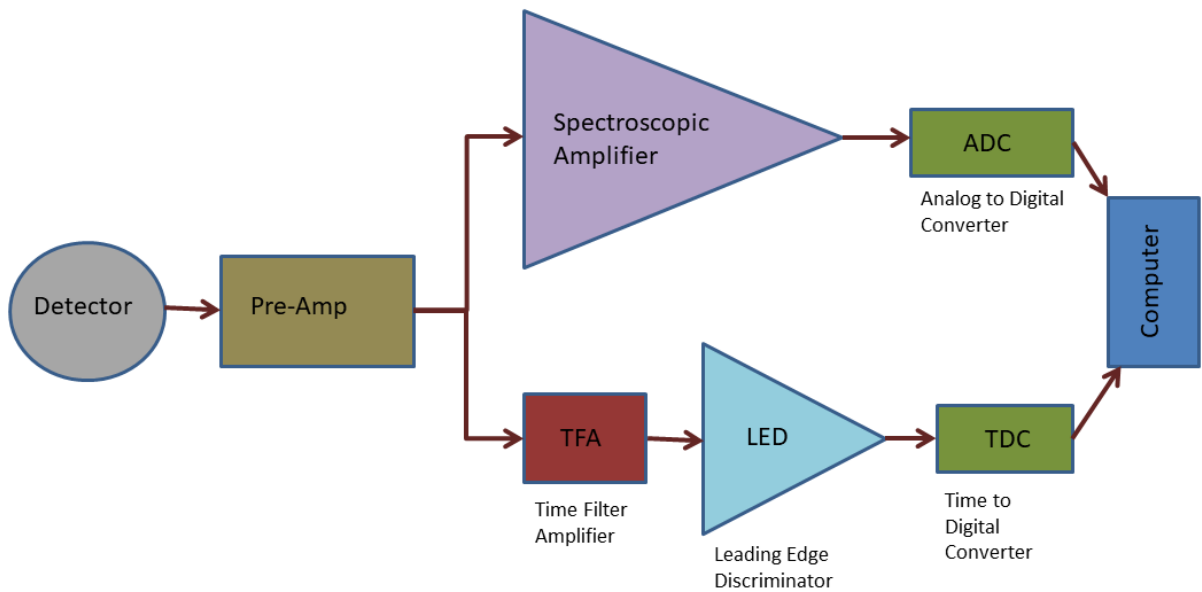 Spectroscopic
Amplifier
ADC
Analog to Digital
Converter
Computer
Detector
Pre-Amp
TFA
Time Filter
Amplifier
LED
Leading Edge
Discriminator
TDC
Time to
Digital
Converter